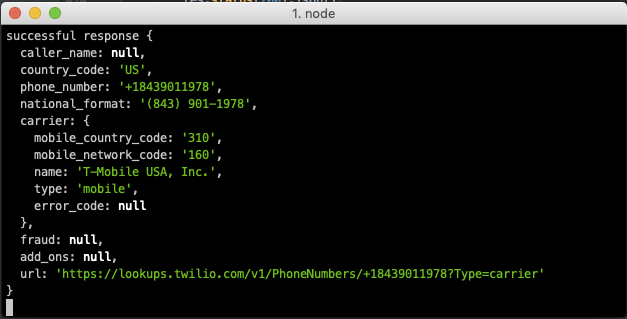 1. node
successful response {
  caller_name: null,
  country_code: 'US',
  phone_number: '+18439011978',
  national_format: '(843) 901-1978',
  carrier: {
    mobile_country_code: '310',
    mobile_network_code: '160',
    name: 'T-Mobile USA, Inc.',
    type: 'mobile',
    error_code: null
  },
  fraud: null,
  add_ons: null,
  url: 'https://lookups.twilio.com/v1/PhoneNumbers/+18439011978?Type=carrier'
}